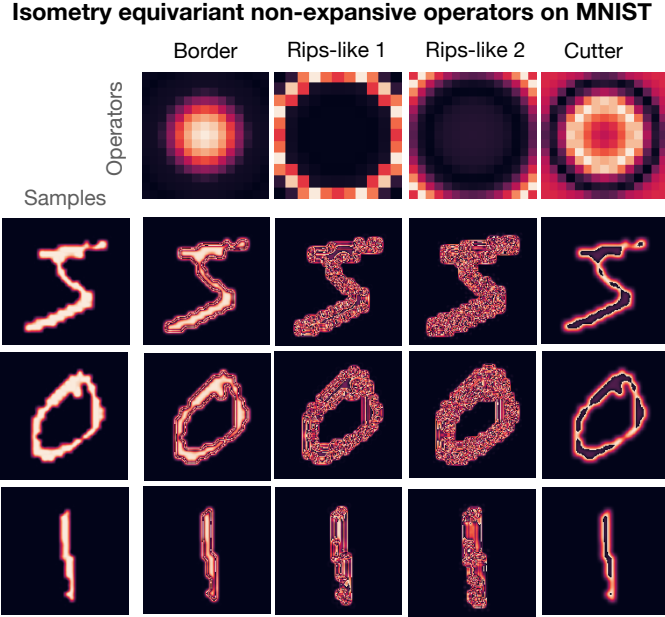 Isometry equivariant non-expansive operators on MNIST
Border Rips-like 1 Rips-like 2 Cutter
Operators
Samples